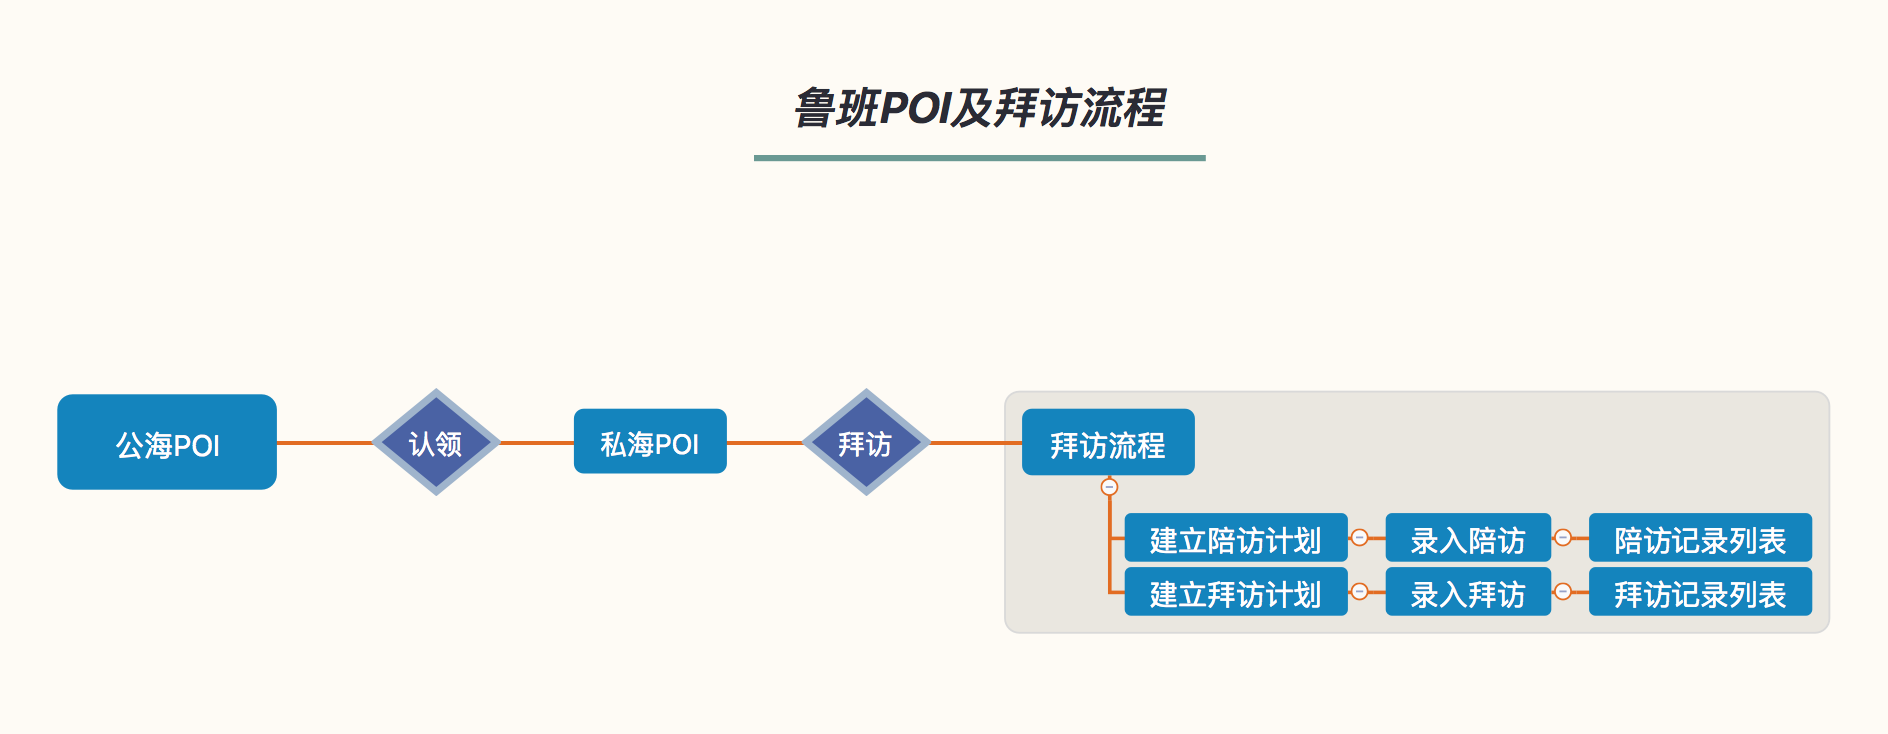 鲁班POI及拜访流程
公海POI
认领
私海POI
拜访
拜访流程
建立陪访计划
录入陪访
陪访记录列表
建立拜访计划
录入拜访
拜访记录列表